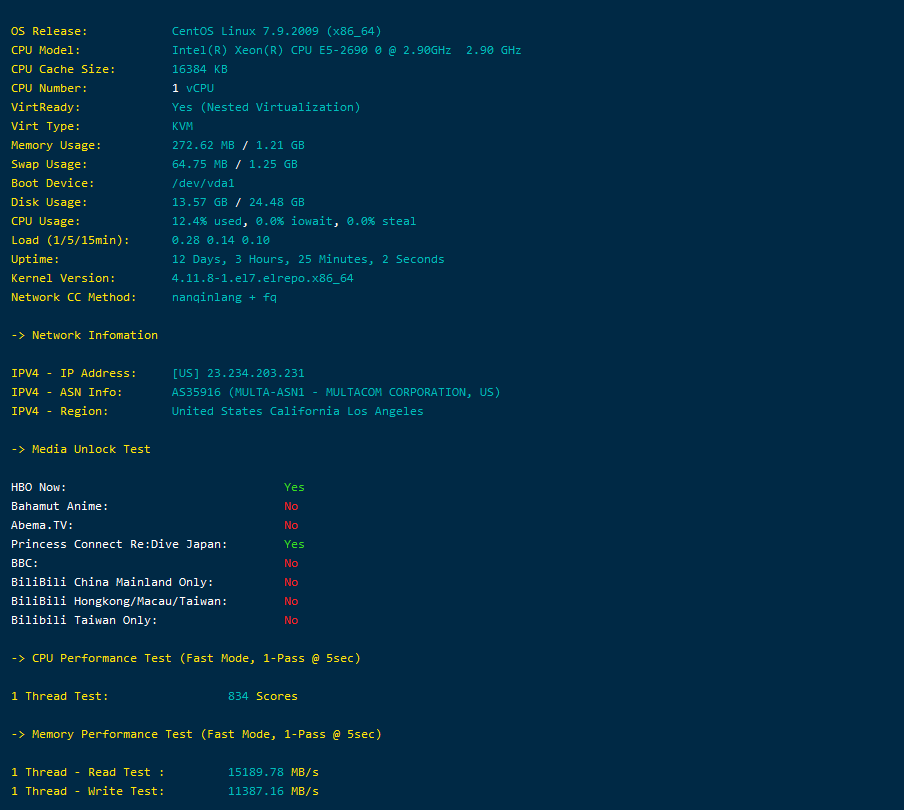 OS Release: CentOS Linux 7.9.2009 (x86_64)
CPU Model: Intel(R) Xeon(R) CPU E5-2690 0 @ 2.90GHz  2.90 GHz
CPU Cache Size: 16384 KB
CPU Number: 1 vCPU
VirtReady: Yes (Nested Virtualization)
Virt Type: KVM
Memory Usage: 272.62 MB / 1.21 GB
Swap Usage: 64.75 MB / 1.25 GB
Boot Device: /dev/vda1
Disk Usage: 13.57 GB / 24.48 GB
CPU Usage: 12.4% used, 0.0% iowait, 0.0% steal
Load (1/5/15min): 0.28 0.14 0.10
Uptime: 12 Days, 3 Hours, 25 Minutes, 2 Seconds
Kernel Version: 4.11.8-1.el7.elrepo.x86_64
Network CC Method: nanqinlang + fq
-> Network Infomation
IPV4 - IP Address: [US] 23.234.203.231
IPV4 - ASN Info: AS35916 (MULTA-ASN1 - MULTACOM CORPORATION, US)
IPV4 - Region: United States California Los Angeles
-> Media Unlock Test
HBO Now: Yes
Bahamut Anime: No
Abema.TV: No
Princess Connect Re:Dive Japan: Yes
BBC: No
BiliBili China Mainland Only: No
BiliBili Hongkong/Macau/Taiwan: No
Bilibili Taiwan Only: No
-> CPU Performance Test (Fast Mode, 1-Pass @ 5sec)
1 Thread Test: 834 Scores
-> Memory Performance Test (Fast Mode, 1-Pass @ 5sec)
1 Thread - Read Test : 15189.78 MB/s
1 Thread - Write Test: 11387.16 MB/s